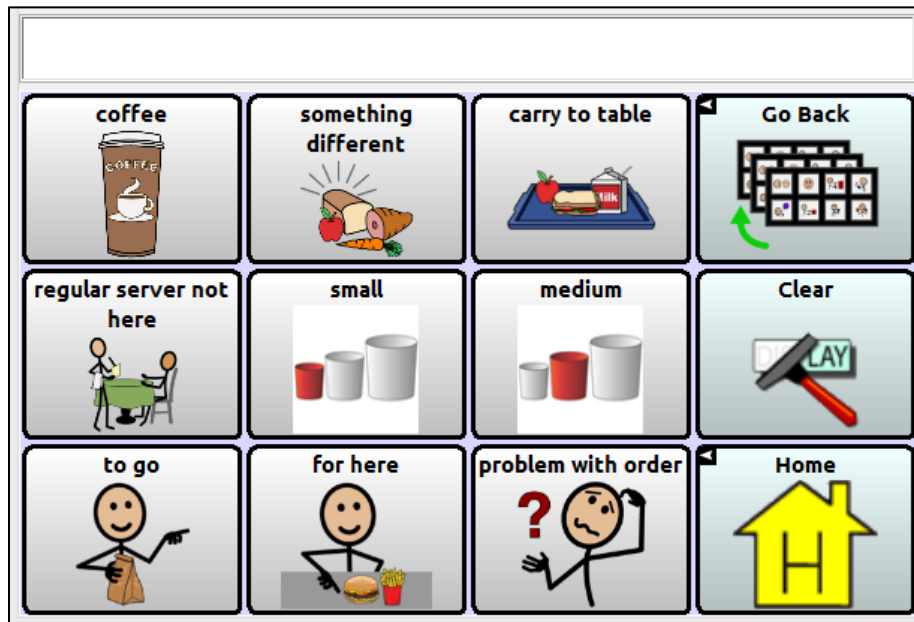 coffee
something
different
carry to table
Go Back
COFFEE
Milk
regular server not
here
small
medium
Clear
DISPLAY
to go
for here
problem with order
Home
?
H